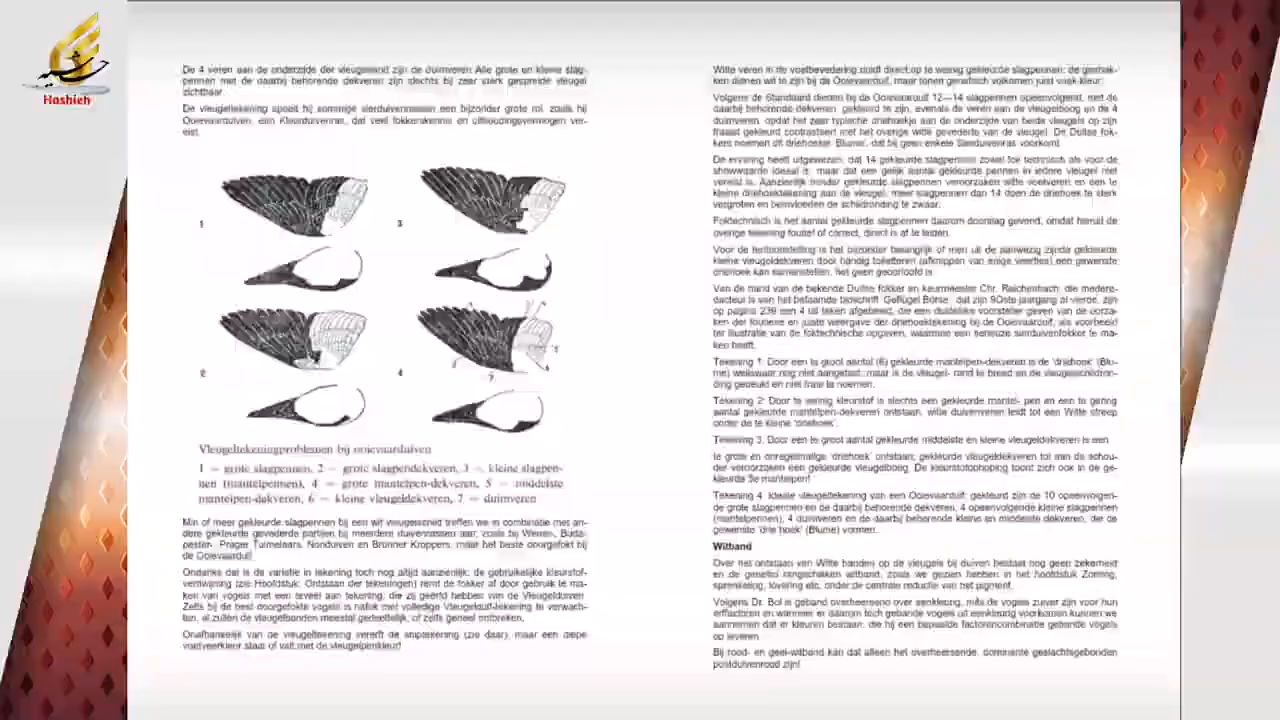 Hashieh
De 4 veren aan de onderzijde der vleugelwand zijn de duimveren. Alle grote en kleine slag-
pennen met de daarbij behorende dekveren zijn slechts bij zeer sterk gespreide vleugel
zichtbaar.
De vleugeltekening speelt bij sommige sierduivenrassen een bijzonder grote rol, zoals bij
Ooievaarduiven, een Kleurduivenras, dat veel fokkerskennis en uithoudingsvermogen ver-
eist.
1
3
2
4
Vleugeltekeningproblemen bij ooievaarduiven
1 = grote slagpennen, 2 = grote slagpendekveren, 3 = kleine slagpen-
nen (mantelpennen), 4 = grote mantelpen-dekveren, 5 = middelste
mantelpen-dekveren, 6 = kleine vleugeldekveren, 7 = duimveren
Min of meer gekleurde slagpennen bij een wit vleugelschild treffen we in combinatie met an-
dere gekleurde gevederde partijen bij meerdere duivenrassen aan, zoals bij Wenen, Buda-
pester, Prager Tuimelaars, Nonduiven en Brünner Kroppers, maar het beste doorgefokt bij
de Ooievaarduif.
Ondanks dat is de variatie in tekening toch nog altijd aanzienlijk; de gebruikelijke kleurstof-
vermijning (zie Hoofdstuk: Ontstaan der tekeningen) remt de fokker af door gebruik te ma-
ken van vogels met een teveel aan tekening, die zij geërfd hebben van de Vleugelduiven.
Zelfs bij de best doorgefokte vogels is nafok met volledige Vleugelduif-tekening te verwach-
ten, al zullen de vleugelbanden meestal gedeeltelijk, of zelfs geheel ontbreken.
Onafhankelijk van de vleugeltekening vererft de sniptekening (zie daar), maar een diepe
voetveerkleur staat of valt met de vleugelpenkleur!
Witte veren in de voetbevedering duidt direct op te weinig gekleurde slagpennen; de gemak-
ken dienen wit te zijn bij de Ooievaarduif, maar tonen genetisch volkomen juist vaak kleur.
Volgens de Standaard dienen bij de Ooievaarduif 12—14 slagpennen opeenvolgend, met de
daarbij behorende dekveren, gekleurd te zijn, evenals de veren aan de vleugelboog en de 4
duimveren, opdat het zeer typische driehoekje aan de onderzijde van beide vleugels op zijn
fraaist gekleurd contrasteert met het overige witte gevederte van de vleugel. De Duitse fok-
kers noemen dit driehoekje 'Blume', dat bij geen enkele Sierduivenras voorkomt.
De ervaring heeft uitgewezen, dat 14 gekleurde slagpennen zowel fok-technisch als voor de
showwaarde ideaal is, maar dat een gelijk aantal gekleurde pennen in iedere vleugel niet
vereist is. Aanzienlijk minder gekleurde slagpennen veroorzaken witte voetveren en een te
kleine driehoektekening aan de vleugel; meer slagpennen dan 14 doen de driehoek te sterk
vergroten en beïnvloeden de schildronding te zwaar.
Foktechnisch is het aantal gekleurde slagpennen daarom doorslag gevend, omdat hieruit de
overige tekening foutief of correct, direct is af te leiden.
Voor de tentoonstelling is het bijzonder belangrijk of men uit de aanwezig zijnde gekleurde
kleine vleugeldekveren door handig toiletteren (afknippen van enige veertjes) een gewenste
driehoek kan samenstellen, het geen geoorloofd is.
Van de hand van de bekende Duitse fokker en keurmeester Chr. Reichenbach, die medere-
dacteur is van het befaamde tijdschrift 'Geflügel Börse', dat zijn 90ste jaargang al vierde, zijn
op pagina 239 een 4 tal taken afgebeeld, die een duidelijke voorstelling geven van de oorza-
ken der foutieve en juiste weergave der driehoektekening bij de Ooievaarduif, als voorbeeld
ter illustratie van de foktechnische opgaven, waarmee een serieuze sierduivenfokker te ma-
ken heeft.
Tekening 1: Door een te groot aantal (6) gekleurde mantelpen-dekveren is de 'driehoek' (Blu-
me) weliswaar nog niet aangetast, maar is de vleugel- rand te breed en de vleugelschildron-
ding gedeukt en niet fraai te noemen.
Tekening 2: Door te weinig kleurstof is slechts een gekleurde mantel- pen en een te gering
aantal gekleurde mantelpen-dekveren ontstaan; witte duimveren leidt tot een Witte streep
onder de te kleine 'driehoek'.
Tekening 3: Door een te groot aantal gekleurde middelste en kleine vleugeldekveren is een
te grote en onregelmatige 'driehoek' ontstaan; gekleurde vleugeldekveren tot aan de schou-
der veroorzaken een gekleurde vleugelboog. De kleurstofophoping toont zich ook in de ge-
kleurde 5e mantelpen!
Tekening 4: Ideale vleugeltekening van een Ooievaarduif; gekleurd zijn de 10 opeenvolgen-
de grote slagpennen en de daarbij behorende dekveren, 4 opeenvolgende kleine slagpennen
(mantelpennen), 4 duimveren en de daarbij behorende kleine en middelste dekveren, die de
gewenste 'drie hoek' (Blume) vormen.
Witband
Over het ontstaan van Witte banden op de vleugels bij duiven bestaat nog geen zekerheid
en de genetici rangschikken witband, zoals we gezien hebben in het hoofdstuk Zoming,
sprenkeling, lovering etc. onder de centrale reductie van het pigment.
Volgens Dr. Bol is geband overheersend over eenkleurig, mits de vogels zuiver zijn voor hun
erffactoren en wanneer er daarom toch gebande vogels uit eenkleurig voorkomen kunnen we
aannemen dat er kleuren bestaan, die bij een bepaalde factorencombinatie gebande vogels
op leveren.
Bij rood- en geel-witband kan dat alleen het overheersende, dominante geslachtsgebonden
postduivenrood zijn!